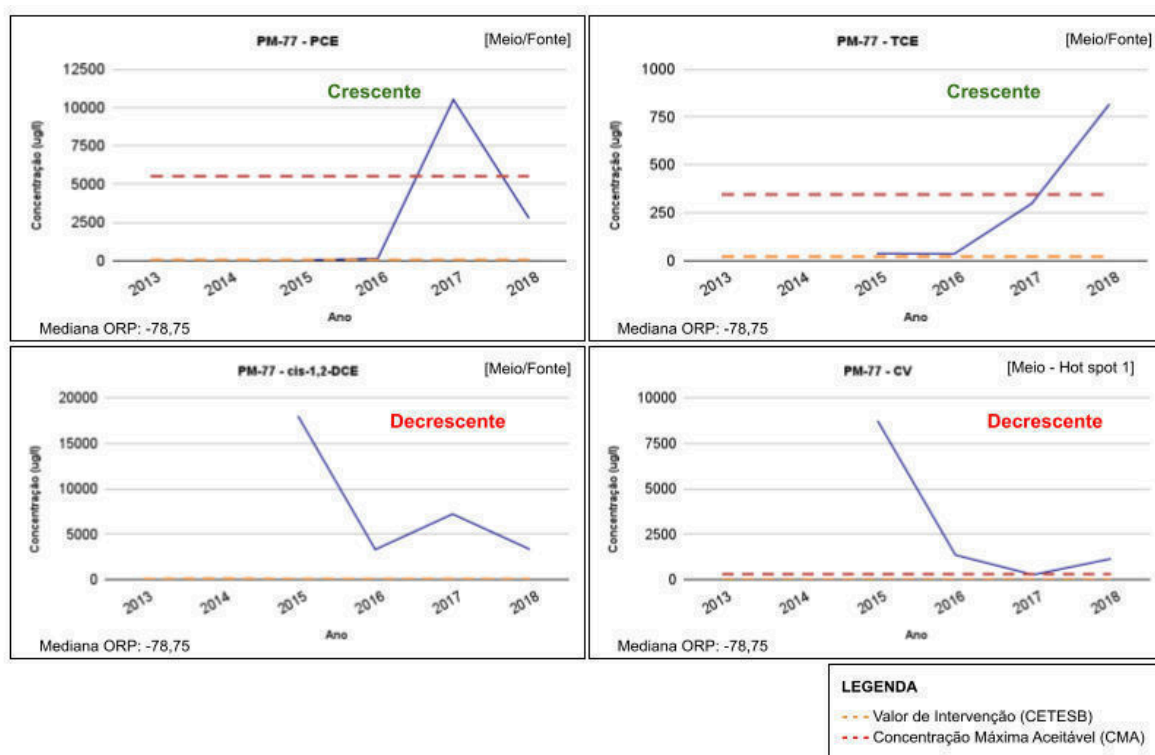 PM-77 - PCE
[Meio/Fonte]
12500
10000
7500
5000
2500
0
Concentração (ug/l)
Crescente
2013
2014
2015
2016
2017
2018
Ano
Mediana ORP: -78,75
PM-77 - TCE
[Meio/Fonte]
1000
750
500
250
0
Concentração (ug/l)
Crescente
2013
2014
2015
2016
2017
2018
Ano
Mediana ORP: -78,75
PM-77 - cis-1,2-DCE
[Meio/Fonte]
20000
15000
10000
5000
0
Concentração (ug/l)
Decrescente
2013
2014
2015
2016
2017
2018
Ano
Mediana ORP: -78,75
PM-77 - CV
[Meio - Hot spot 1]
10000
7500
5000
2500
0
Concentração (ug/l)
Decrescente
2013
2014
2015
2016
2017
2018
Ano
Mediana ORP: -78,75
LEGENDA
Valor de Intervenção (CETESB)
Concentração Máxima Aceitável (CMA)